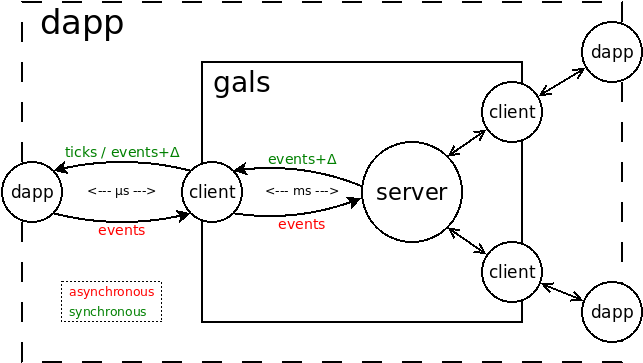 dapp
dapp
gals
client
ticks / events+Δ
events+Δ
dapp
<--- µs --->
client
<--- ms --->
server
events
events
client
asynchronous
synchronous
dapp